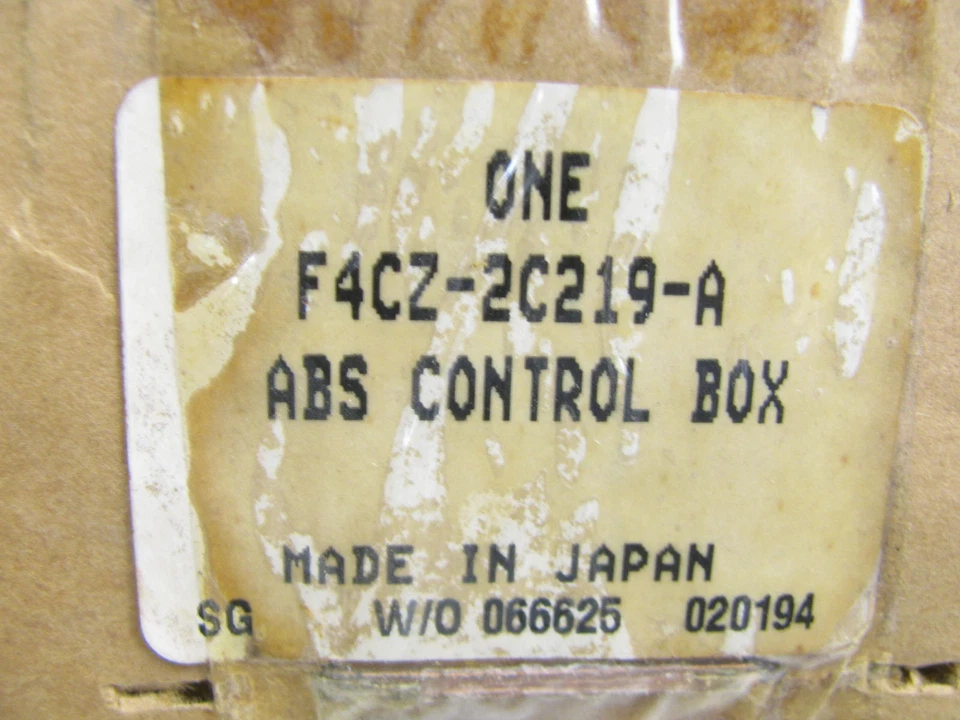 ONE
F4CZ-2C219-A
ABS CONTROL BOX
MADE IN JAPAN
SG W/O 066625 020194